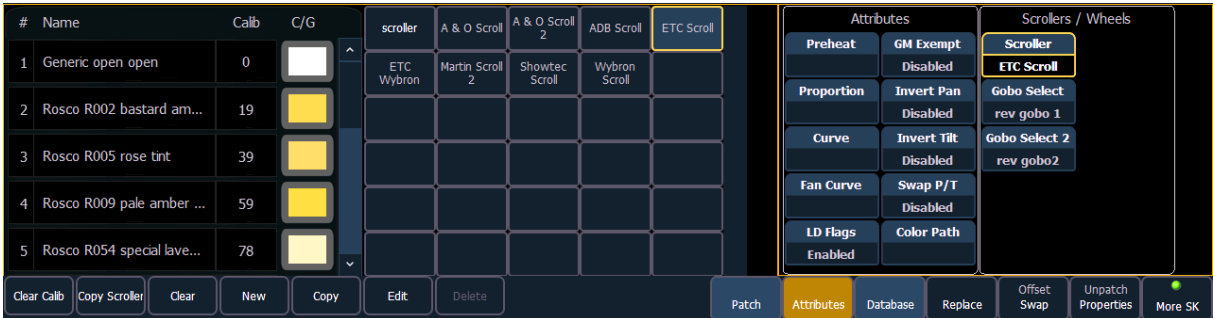 # Name Calib C/G
1 Generic open open 0
2 Rosco R002 bastard am... 19
3 Rosco R005 rose tint 39
4 Rosco R009 pale amber ... 59
5 Rosco R054 special lave... 78
scroller A & O Scroll A & O Scroll 2 ADB Scroll ETC Scroll
ETC Wybron Martin Scroll 2 Showtec Scroll Wybron Scroll
Attributes
Preheat GM Exempt
Disabled
Proportion Invert Pan
Disabled
Curve Invert Tilt
Disabled
Fan Curve Swap P/T
Disabled
LD Flags Color Path
Enabled
Scrollers / Wheels
Scroller
ETC Scroll
Gobo Select
rev gobo 1
Gobo Select 2
rev gobo2
Clear Calib Copy Scroller Clear New Copy Edit Delete Patch Attributes Database Replace Offset Swap Unpatch Properties More SK